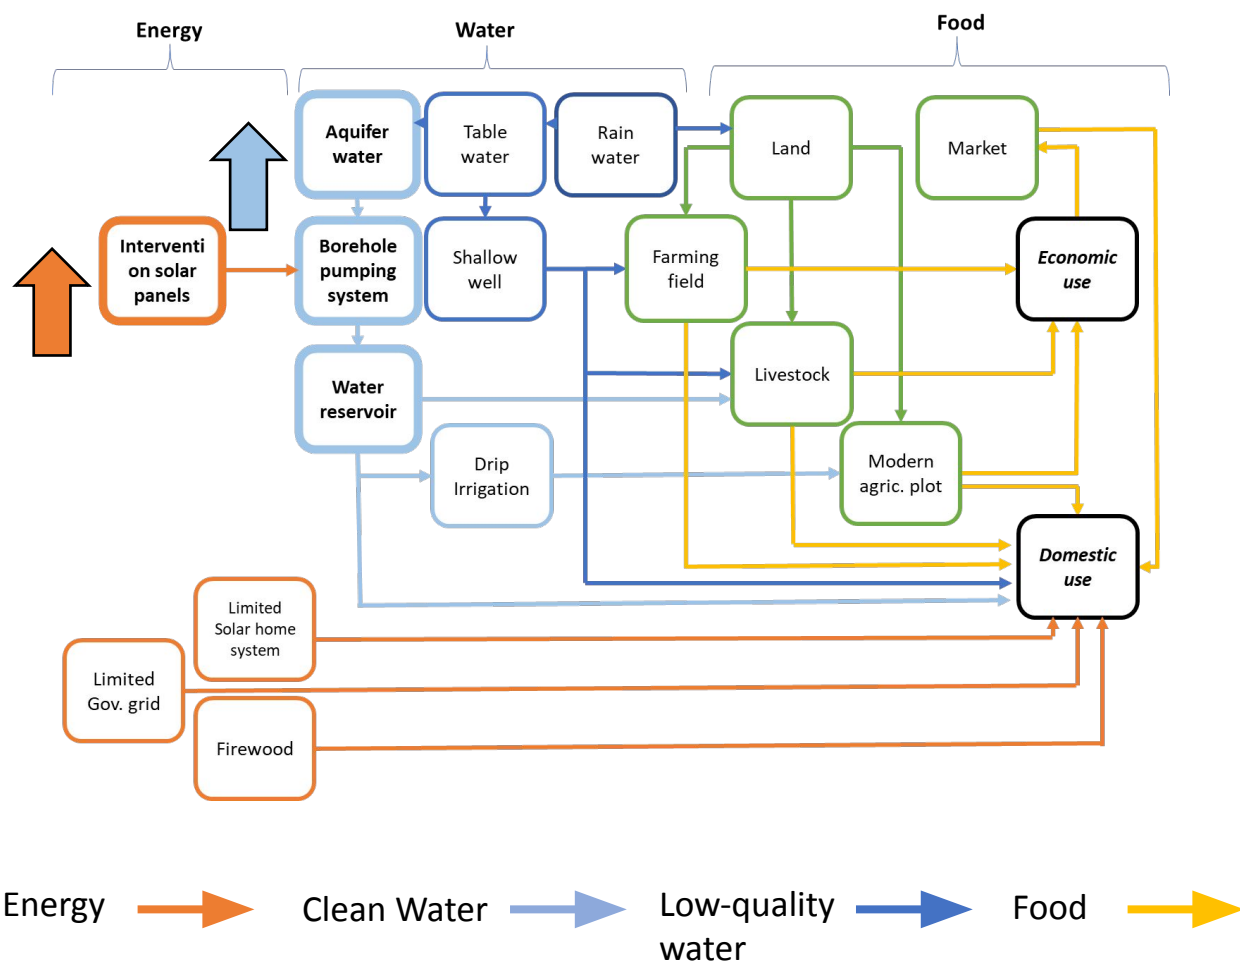 Energy
Water
Food
Aquifer
water
Table
water
Rain
water
Land
Market
Interventi
on solar
panels
Borehole
pumping
system
Shallow
well
Farming
field
Economic
use
Water
reservoir
Livestock
Drip
Irrigation
Modern
agric. plot
Domestic
use
Limited
Solar home
system
Limited
Gov. grid
Firewood
Energy
Clean Water
Low-quality
water
Food